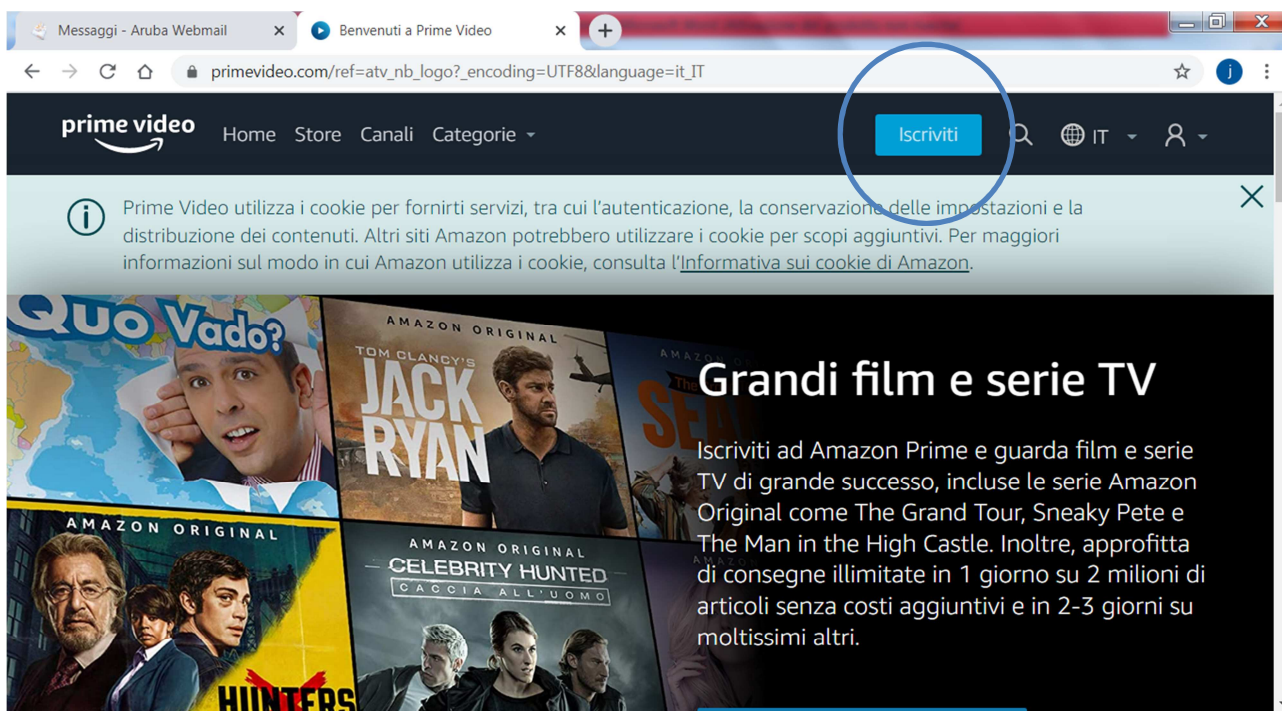 Messaggi - Aruba Webmail
Benvenuti a Prime Video
primevideo.com/ref=atv_nb_logo?_encoding=UTF8&language=it_IT
j
prime video Home Store Canali Categorie Iscriviti IT
Prime Video utilizza i cookie per fornirti servizi, tra cui l'autenticazione, la conservazione delle impostazioni e la
distribuzione dei contenuti. Altri siti Amazon potrebbero utilizzare i cookie per scopi aggiuntivi. Per maggiori
informazioni sul modo in cui Amazon utilizza i cookie, consulta l'Informativa sui cookie di Amazon.
Quo Vado?
AMAZON ORIGINAL
TOM CLANCY'S
JACK
RYAN
AMAZON
The
SEA
Grandi film e serie TV
Iscriviti ad Amazon Prime e guarda film e serie
TV di grande successo, incluse le serie Amazon
Original come The Grand Tour, Sneaky Pete e
The Man in the High Castle. Inoltre, approfitta
di consegne illimitate in 1 giorno su 2 milioni di
articoli senza costi aggiuntivi e in 2-3 giorni su
moltissimi altri.
AMAZON ORIGINAL
HUNTERS
AMAZON ORIGINAL
CELEBRITY HUNTED
CACCIA ALL'UOMO